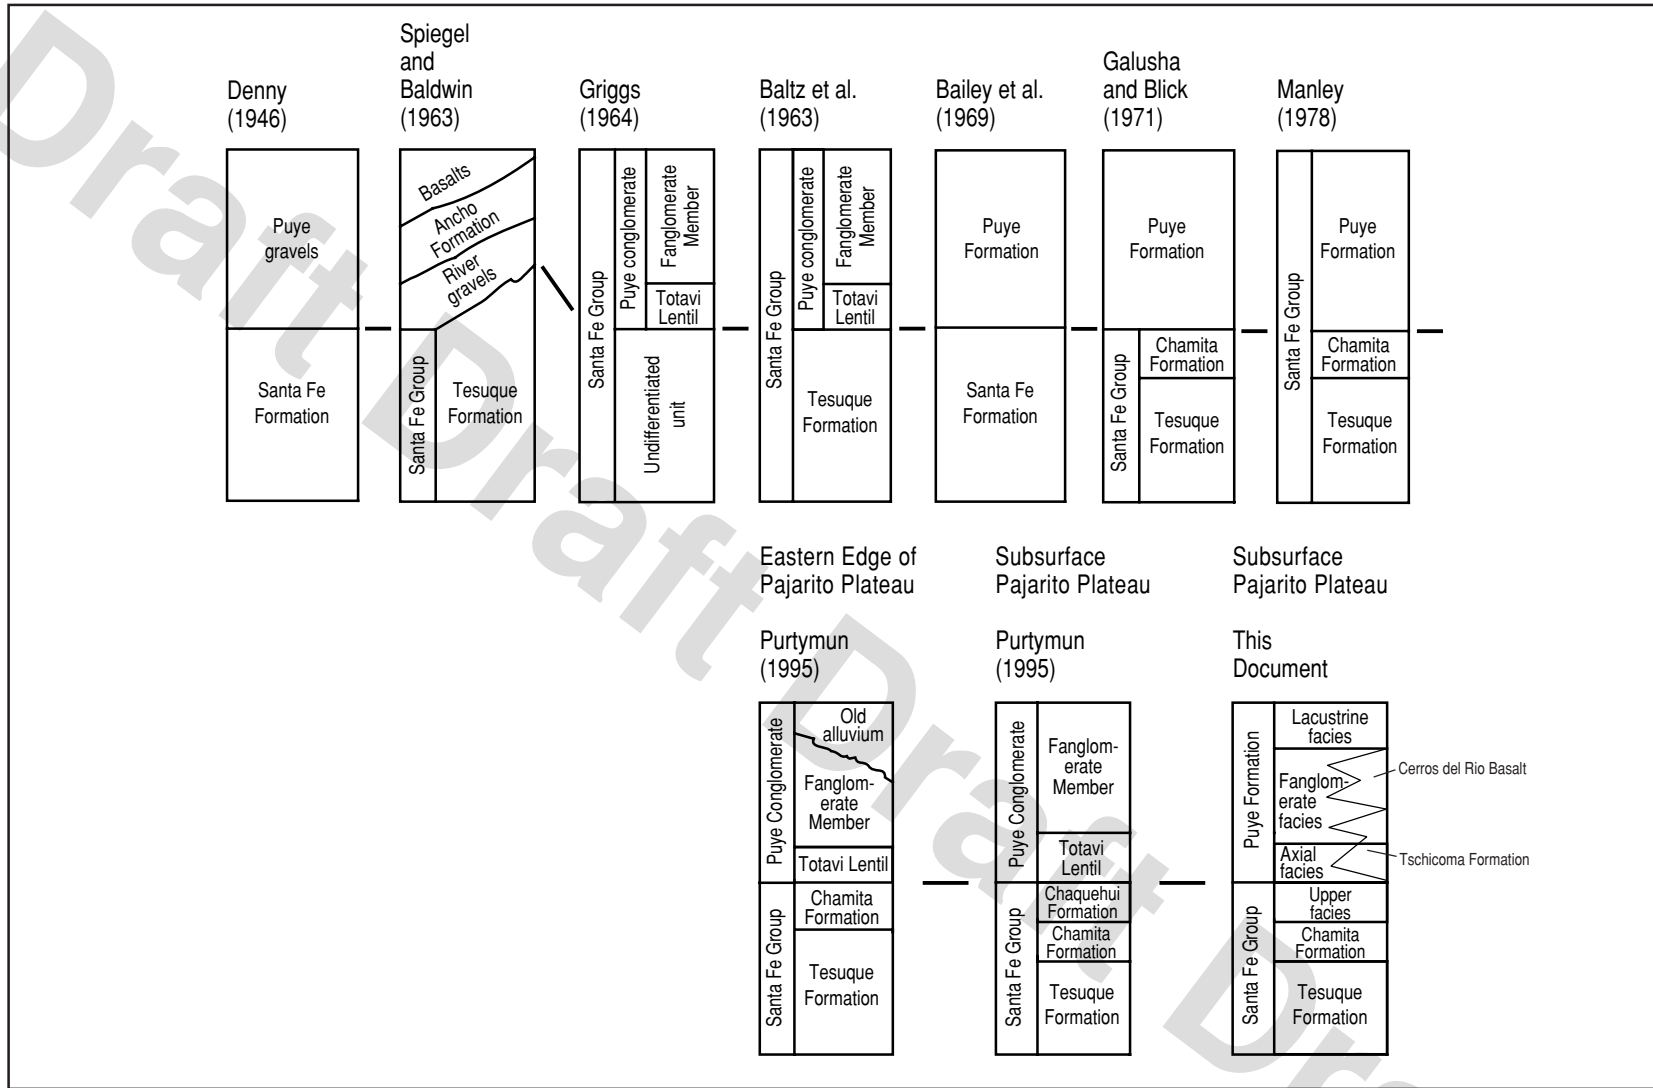 Denny
(1946)
Puye
gravels
Santa Fe
Formation
Spiegel
and
Baldwin
(1963)
Basalts
Ancho
Formation
River
gravels
Santa Fe Group
Tesuque
Formation
Griggs
(1964)
Santa Fe Group
Puye conglomerate
Fanglomerate
Member
Totavi
Lentil
Undifferentiated
unit
Baltz et al.
(1963)
Santa Fe Group
Puye conglomerate
Fanglomerate
Member
Totavi
Lentil
Tesuque
Formation
Bailey et al.
(1969)
Puye
Formation
Santa Fe
Formation
Galusha
and Blick
(1971)
Puye
Formation
Santa Fe Group
Chamita
Formation
Tesuque
Formation
Manley
(1978)
Santa Fe Group
Puye
Formation
Chamita
Formation
Tesuque
Formation
Eastern Edge of
Pajarito Plateau
Purtymun
(1995)
Puye Conglomerate
Old
alluvium
Fanglom-
erate
Member
Totavi Lentil
Santa Fe Group
Chamita
Formation
Tesuque
Formation
Subsurface
Pajarito Plateau
Purtymun
(1995)
Puye Conglomerate
Fanglom-
erate
Member
Totavi
Lentil
Santa Fe Group
Chaquehui
Formation
Chamita
Formation
Tesuque
Formation
Subsurface
Pajarito Plateau
This
Document
Puye Formation
Lacustrine
facies
Fanglom-
erate
facies
Cerros del Rio Basalt
Axial
facies
Tschicoma Formation
Santa Fe Group
Upper
facies
Chamita
Formation
Tesuque
Formation
Draft Draft Draft Draft